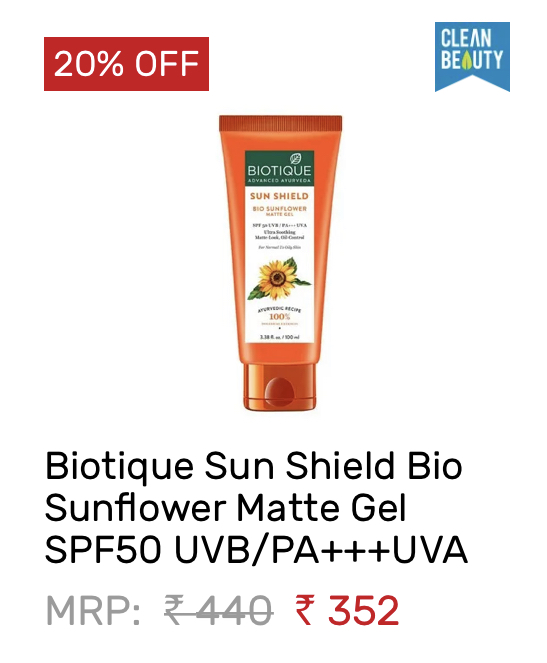 20% OFF
CLEAN
BEAUTY
BIOTIQUE
ADVANCED AYURVEDA
SUN SHIELD
BIO SUNFLOWER
MATTE GEL
SPF 50 UVB / PA+++ UVA
Ultra Soothing
Matte Look, Oil-Control
For Normal To Oily Skin
AYURVEDIC RECIPE
100%
3.38 fl. oz. / 100 ml
Biotique Sun Shield Bio
Sunflower Matte Gel
SPF50 UVB/PA+++UVA
MRP: ₹ 440 ₹ 352